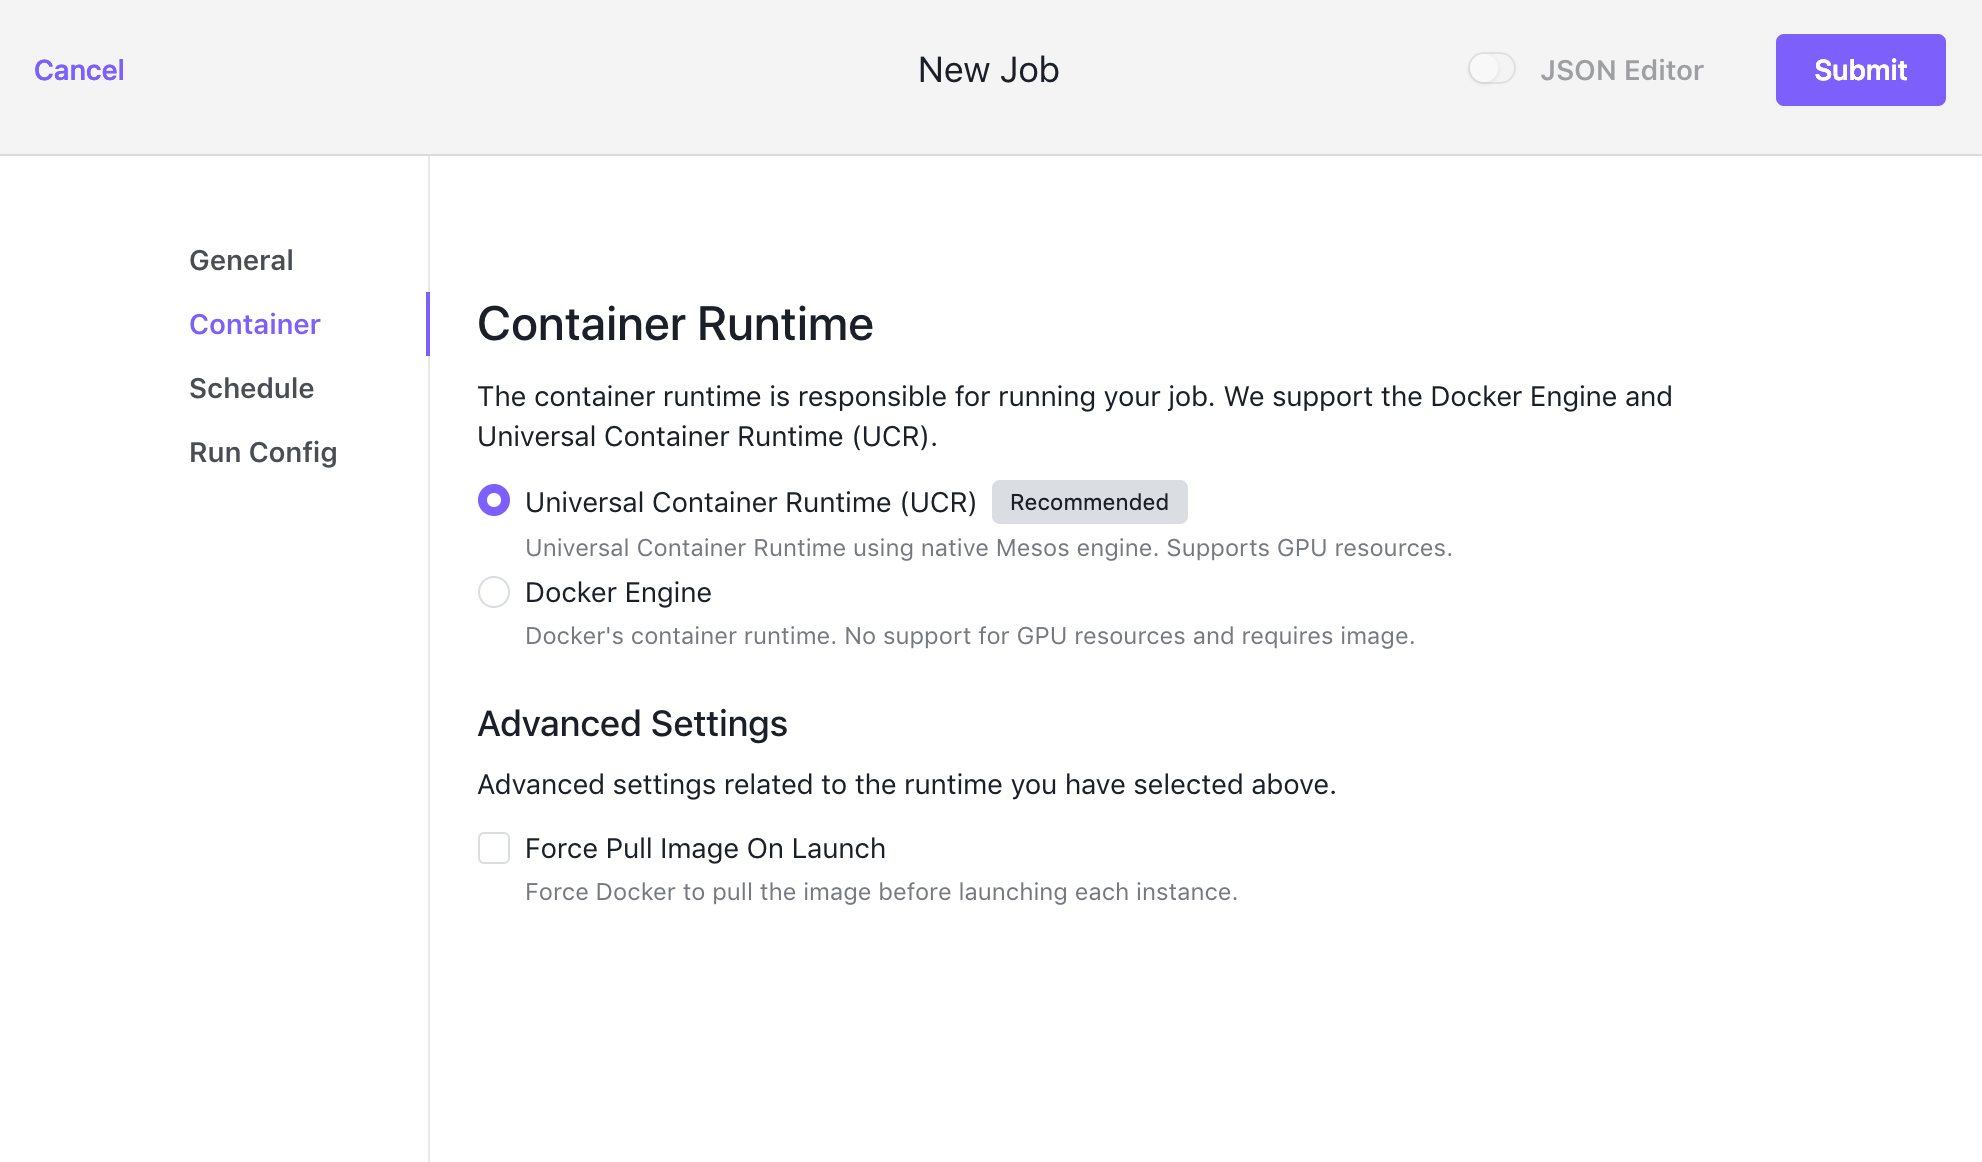 Cancel
New Job
JSON Editor
Submit
General
Container
Schedule
Run Config
Container Runtime
The container runtime is responsible for running your job. We support the Docker Engine and
Universal Container Runtime (UCR).
Universal Container Runtime (UCR) Recommended
Universal Container Runtime using native Mesos engine. Supports GPU resources.
Docker Engine
Docker's container runtime. No support for GPU resources and requires image.
Advanced Settings
Advanced settings related to the runtime you have selected above.
Force Pull Image On Launch
Force Docker to pull the image before launching each instance.